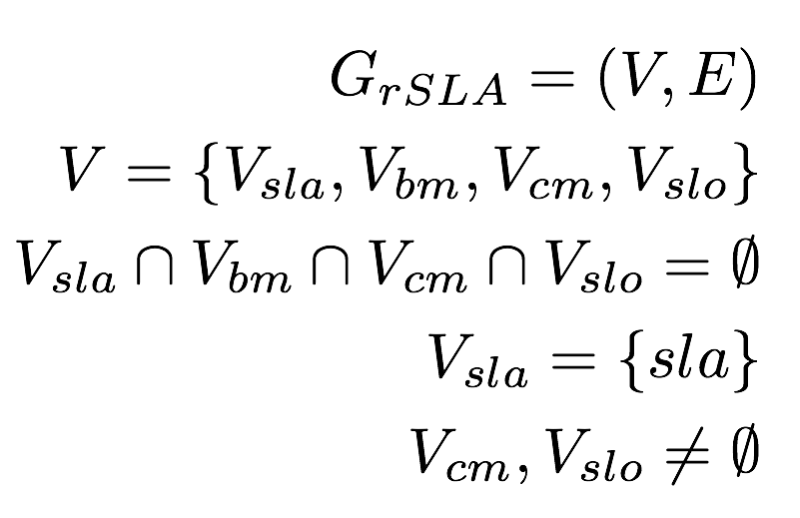 G_{rSLA} = (V, E)
V = {V_{sla}, V_{bm}, V_{cm}, V_{slo}}
V_{sla} ∩ V_{bm} ∩ V_{cm} ∩ V_{slo} = ∅
V_{sla} = {sla}
V_{cm}, V_{slo} ≠ ∅